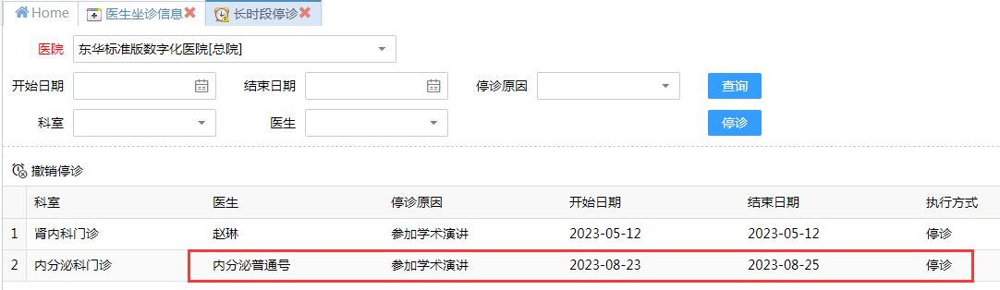 Home 医生坐诊信息 长时段停诊
医院 东华标准版数字化医院[总院]
开始日期 结束日期 停诊原因 查询
科室 医生 停诊
撤销停诊
科室 医生 停诊原因 开始日期 结束日期 执行方式
1 肾内科门诊 赵琳 参加学术演讲 2023-05-12 2023-05-12 停诊
2 内分泌科门诊 内分泌普通号 参加学术演讲 2023-08-23 2023-08-25 停诊